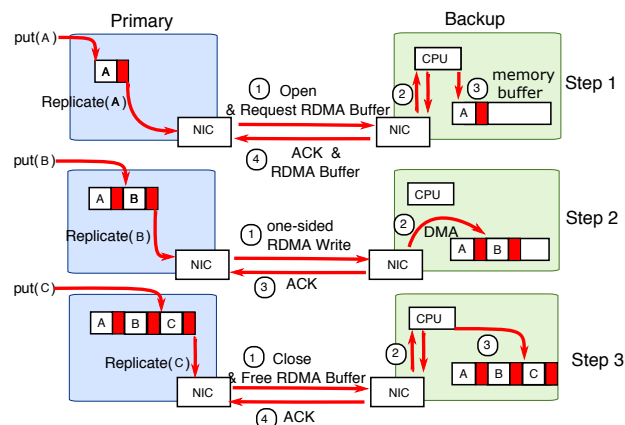 Primary
Backup
put(A)
A
Replicate(A)
NIC
1 Open
& Request RDMA Buffer
4 ACK &
RDMA Buffer
NIC
CPU
2
3 memory
buffer
A
Step 1
put(B)
A B
Replicate(B)
NIC
1 one-sided
RDMA Write
3 ACK
NIC
CPU
2
DMA
A B
Step 2
put(C)
A B C
Replicate(C)
NIC
1 Close
& Free RDMA Buffer
4 ACK
NIC
CPU
2
3
A B C
Step 3